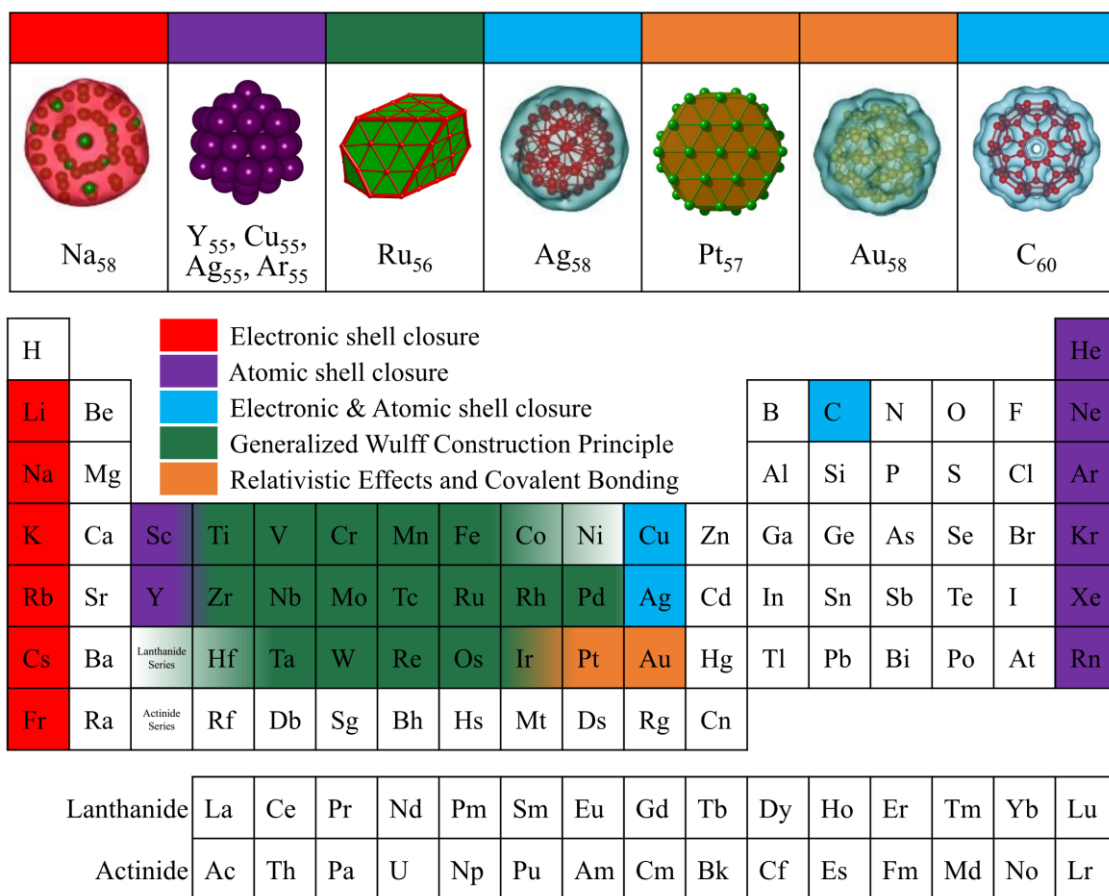 Na58
Y55, Cu55,
Ag55, Ar55
Ru56
Ag58
Pt57
Au58
C60
H
Electronic shell closure
He
Atomic shell closure
Li Be
Electronic & Atomic shell closure
B C N O F Ne
Generalized Wulff Construction Principle
Na Mg
Relativistic Effects and Covalent Bonding
Al Si P S Cl Ar
K Ca Sc Ti V Cr Mn Fe Co Ni Cu Zn Ga Ge As Se Br Kr
Rb Sr Y Zr Nb Mo Tc Ru Rh Pd Ag Cd In Sn Sb Te I Xe
Cs Ba Lanthanide Series Hf Ta W Re Os Ir Pt Au Hg Tl Pb Bi Po At Rn
Fr Ra Actinide Series Rf Db Sg Bh Hs Mt Ds Rg Cn
Lanthanide La Ce Pr Nd Pm Sm Eu Gd Tb Dy Ho Er Tm Yb Lu
Actinide Ac Th Pa U Np Pu Am Cm Bk Cf Es Fm Md No Lr